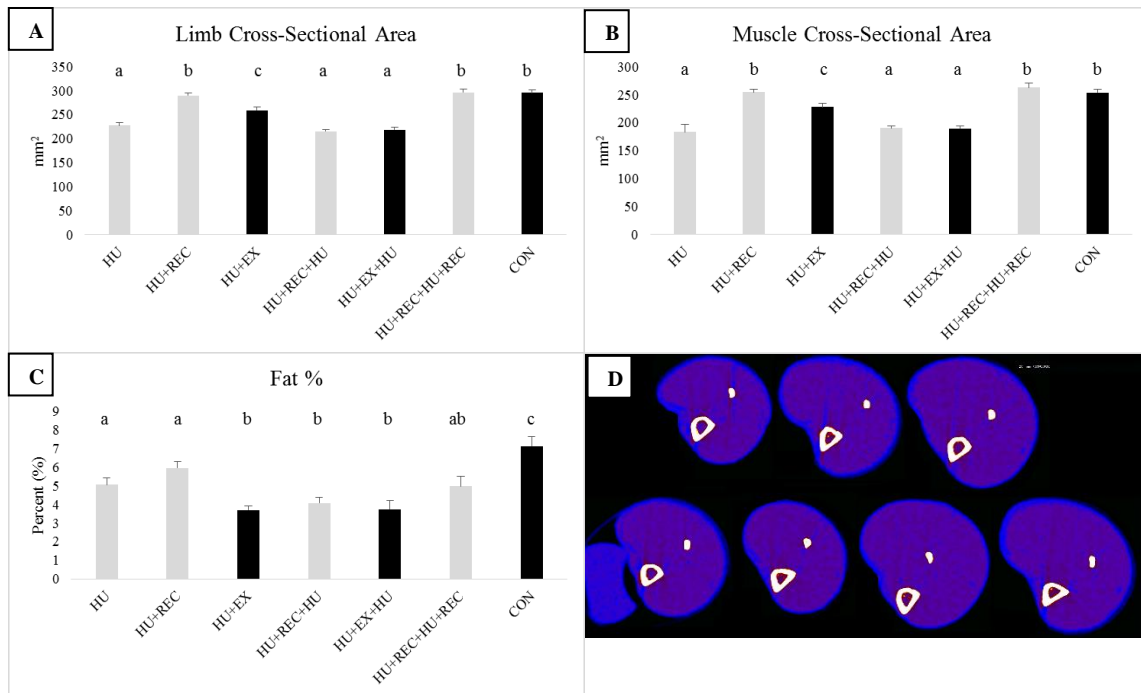 A
Limb Cross-Sectional Area
350
300
250
200
150
100
50
0
mm²
a b c a a b b
HU
HU+REC
HU+EX
HU+REC+HU
HU+EX+HU
HU+REC+HU+REC
CON
B
Muscle Cross-Sectional Area
300
250
200
150
100
50
0
mm²
a b c a a b b
HU
HU+REC
HU+EX
HU+REC+HU
HU+EX+HU
HU+REC+HU+REC
CON
C
Fat %
9
8
7
6
5
4
3
2
1
0
Percent (%)
a a b b b ab c
HU
HU+REC
HU+EX
HU+REC+HU
HU+EX+HU
HU+REC+HU+REC
CON
D